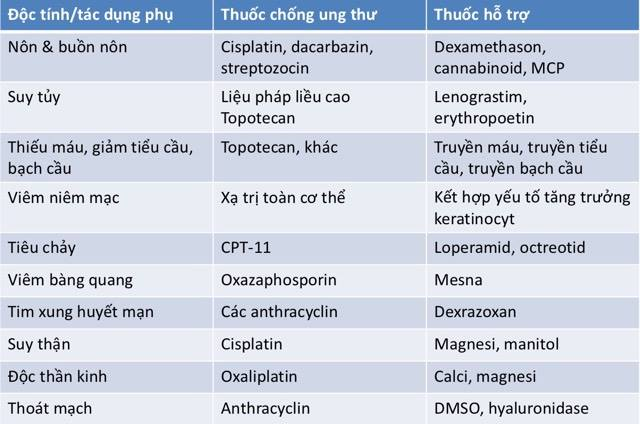 Độc tính/tác dụng phụ Thuốc chống ung thư Thuốc hỗ trợ
Nôn & buồn nôn Cisplatin, dacarbazin, Dexamethason,
streptozocin cannabinoid, MCP
Suy tủy Liệu pháp liều cao Lenograstim,
Topotecan erythropoetin
Thiếu máu, giảm tiểu cầu, Topotecan, khác Truyền máu, truyền tiểu
bạch cầu cầu, truyền bạch cầu
Viêm niêm mạc Xạ trị toàn cơ thể Kết hợp yếu tố tăng trưởng
keratinocyt
Tiêu chảy CPT-11 Loperamid, octreotid
Viêm bàng quang Oxazaphosporin Mesna
Tim xung huyết mạn Các anthracyclin Dexrazoxan
Suy thận Cisplatin Magnesi, manitol
Độc thần kinh Oxaliplatin Calci, magnesi
Thoát mạch Anthracyclin DMSO, hyaluronidase